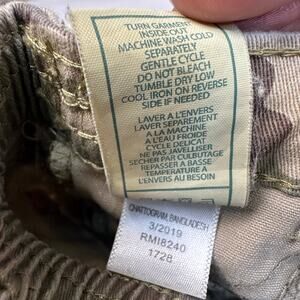 TURN GARMENT
INSIDE OUT
MACHINE WASH COLD
SEPARATELY
GENTLE CYCLE
DO NOT BLEACH
TUMBLE DRY LOW
COOL IRON ON REVERSE
SIDE IF NEEDED
LAVER A L'ENVERS
LAVER SEPAREMENT
A LA MACHINE
A L'EAU FROIDE
CYCLE DELICAT
NE PAS JAVELLISER
SECHER PAR CULBUTAGE
REPASSER A BASSE
TEMPERATURE A
L'ENVERS AU BESOIN
CHATTOGRAM, BANGLADESH
3/2019
RMI8240
1728